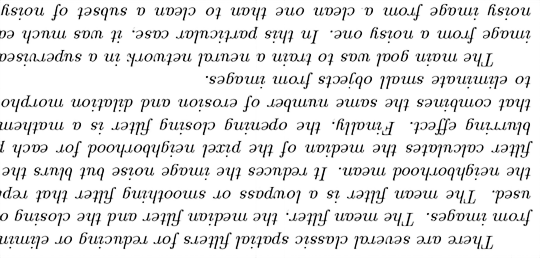 There are several classic spatial filters for reducing or elimin
from images. The mean filter, the median filter and the closing o
used. The mean filter is a lowpass or smoothing filter that rep
the neighborhood mean. It reduces the image noise but blurs the
filter calculates the median of the pixel neighborhood for each p
blurring effect. Finally, the opening closing filter is a mathem
that combines the same number of erosion and dilation morpho
to eliminate small objects from images.
The main goal was to train a neural network in a supervised
image from a noisy one. In this particular case, it was much ea
noisy image from a clean one than to clean a subset of noisy